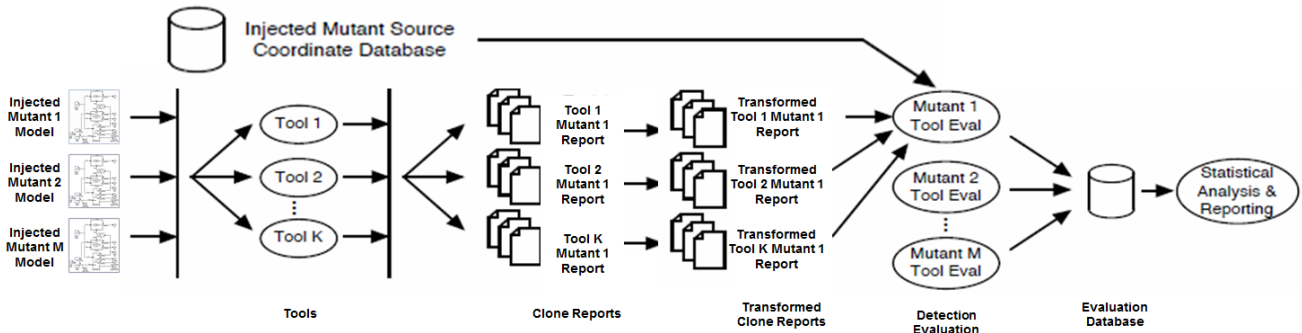 Injected Mutant Source
Coordinate Database
Injected
Mutant 1
Model
Injected
Mutant 2
Model
Injected
Mutant M
Model
Tool 1
Tool 2
Tool K
Tool 1
Mutant 1
Report
Tool 2
Mutant 1
Report
Tool K
Mutant 1
Report
Transformed
Tool 1 Mutant 1
Report
Transformed
Tool 2 Mutant 1
Report
Transformed
Tool K Mutant 1
Report
Mutant 1
Tool Eval
Mutant 2
Tool Eval
Mutant M
Tool Eval
Statistical
Analysis &
Reporting
Tools
Clone Reports
Transformed
Clone Reports
Detection
Evaluation
Evaluation
Database